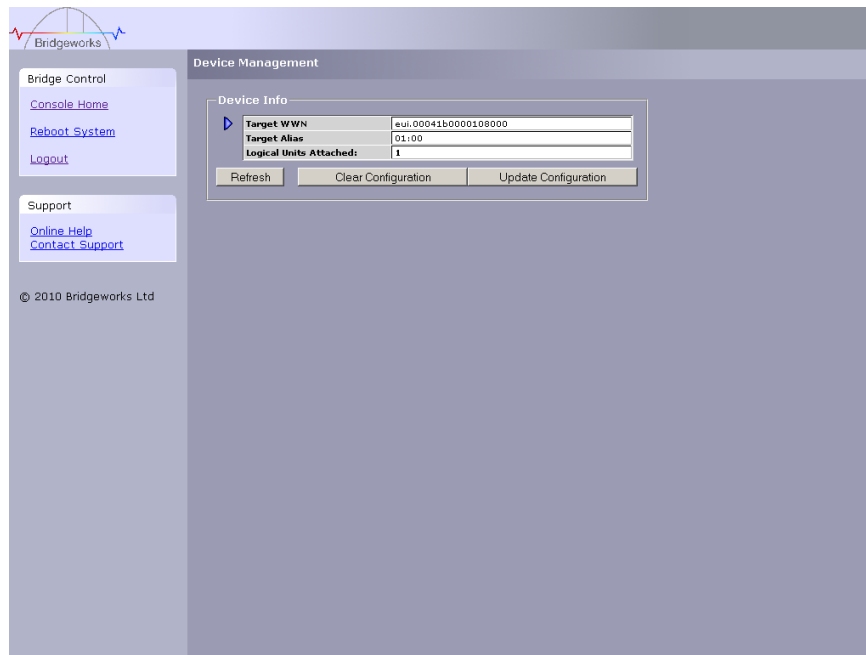 Bridgeworks
Bridge Control
Console Home
Reboot System
Logout
Support
Online Help
Contact Support
© 2010 Bridgeworks Ltd
Device Management
Device Info
Target WWN eui.00041b0000108000
Target Alias 01:00
Logical Units Attached: 1
Refresh Clear Configuration Update Configuration